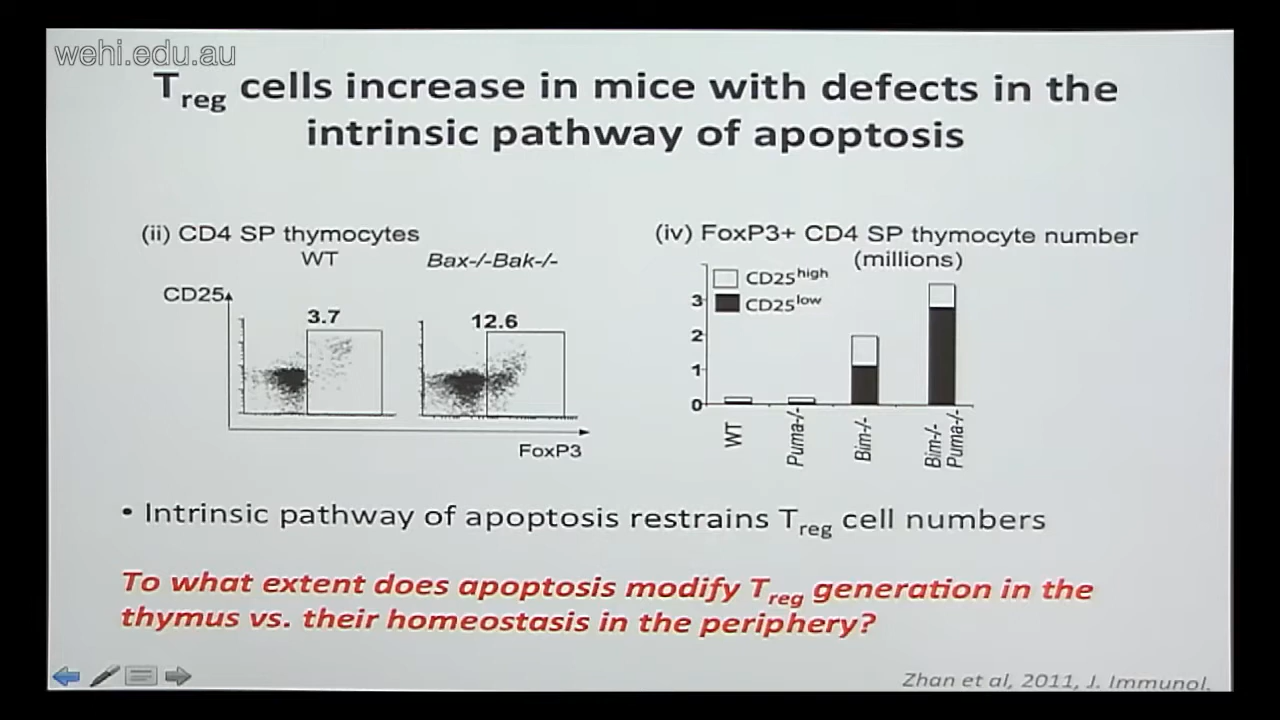 wehi.edu.au
Treg cells increase in mice with defects in the
intrinsic pathway of apoptosis
(ii) CD4 SP thymocytes
WT
Bax-/-Bak-/-
CD25
3.7
12.6
FoxP3
(iv) FoxP3+ CD4 SP thymocyte number
(millions)
CD25high
CD25low
3
2
1
0
WT
Puma-/-
Bim-/-
Bim-/-
Puma-/-
• Intrinsic pathway of apoptosis restrains Treg cell numbers
To what extent does apoptosis modify Treg generation in the
thymus vs. their homeostasis in the periphery?
Zhan et al, 2011, J. Immunol.